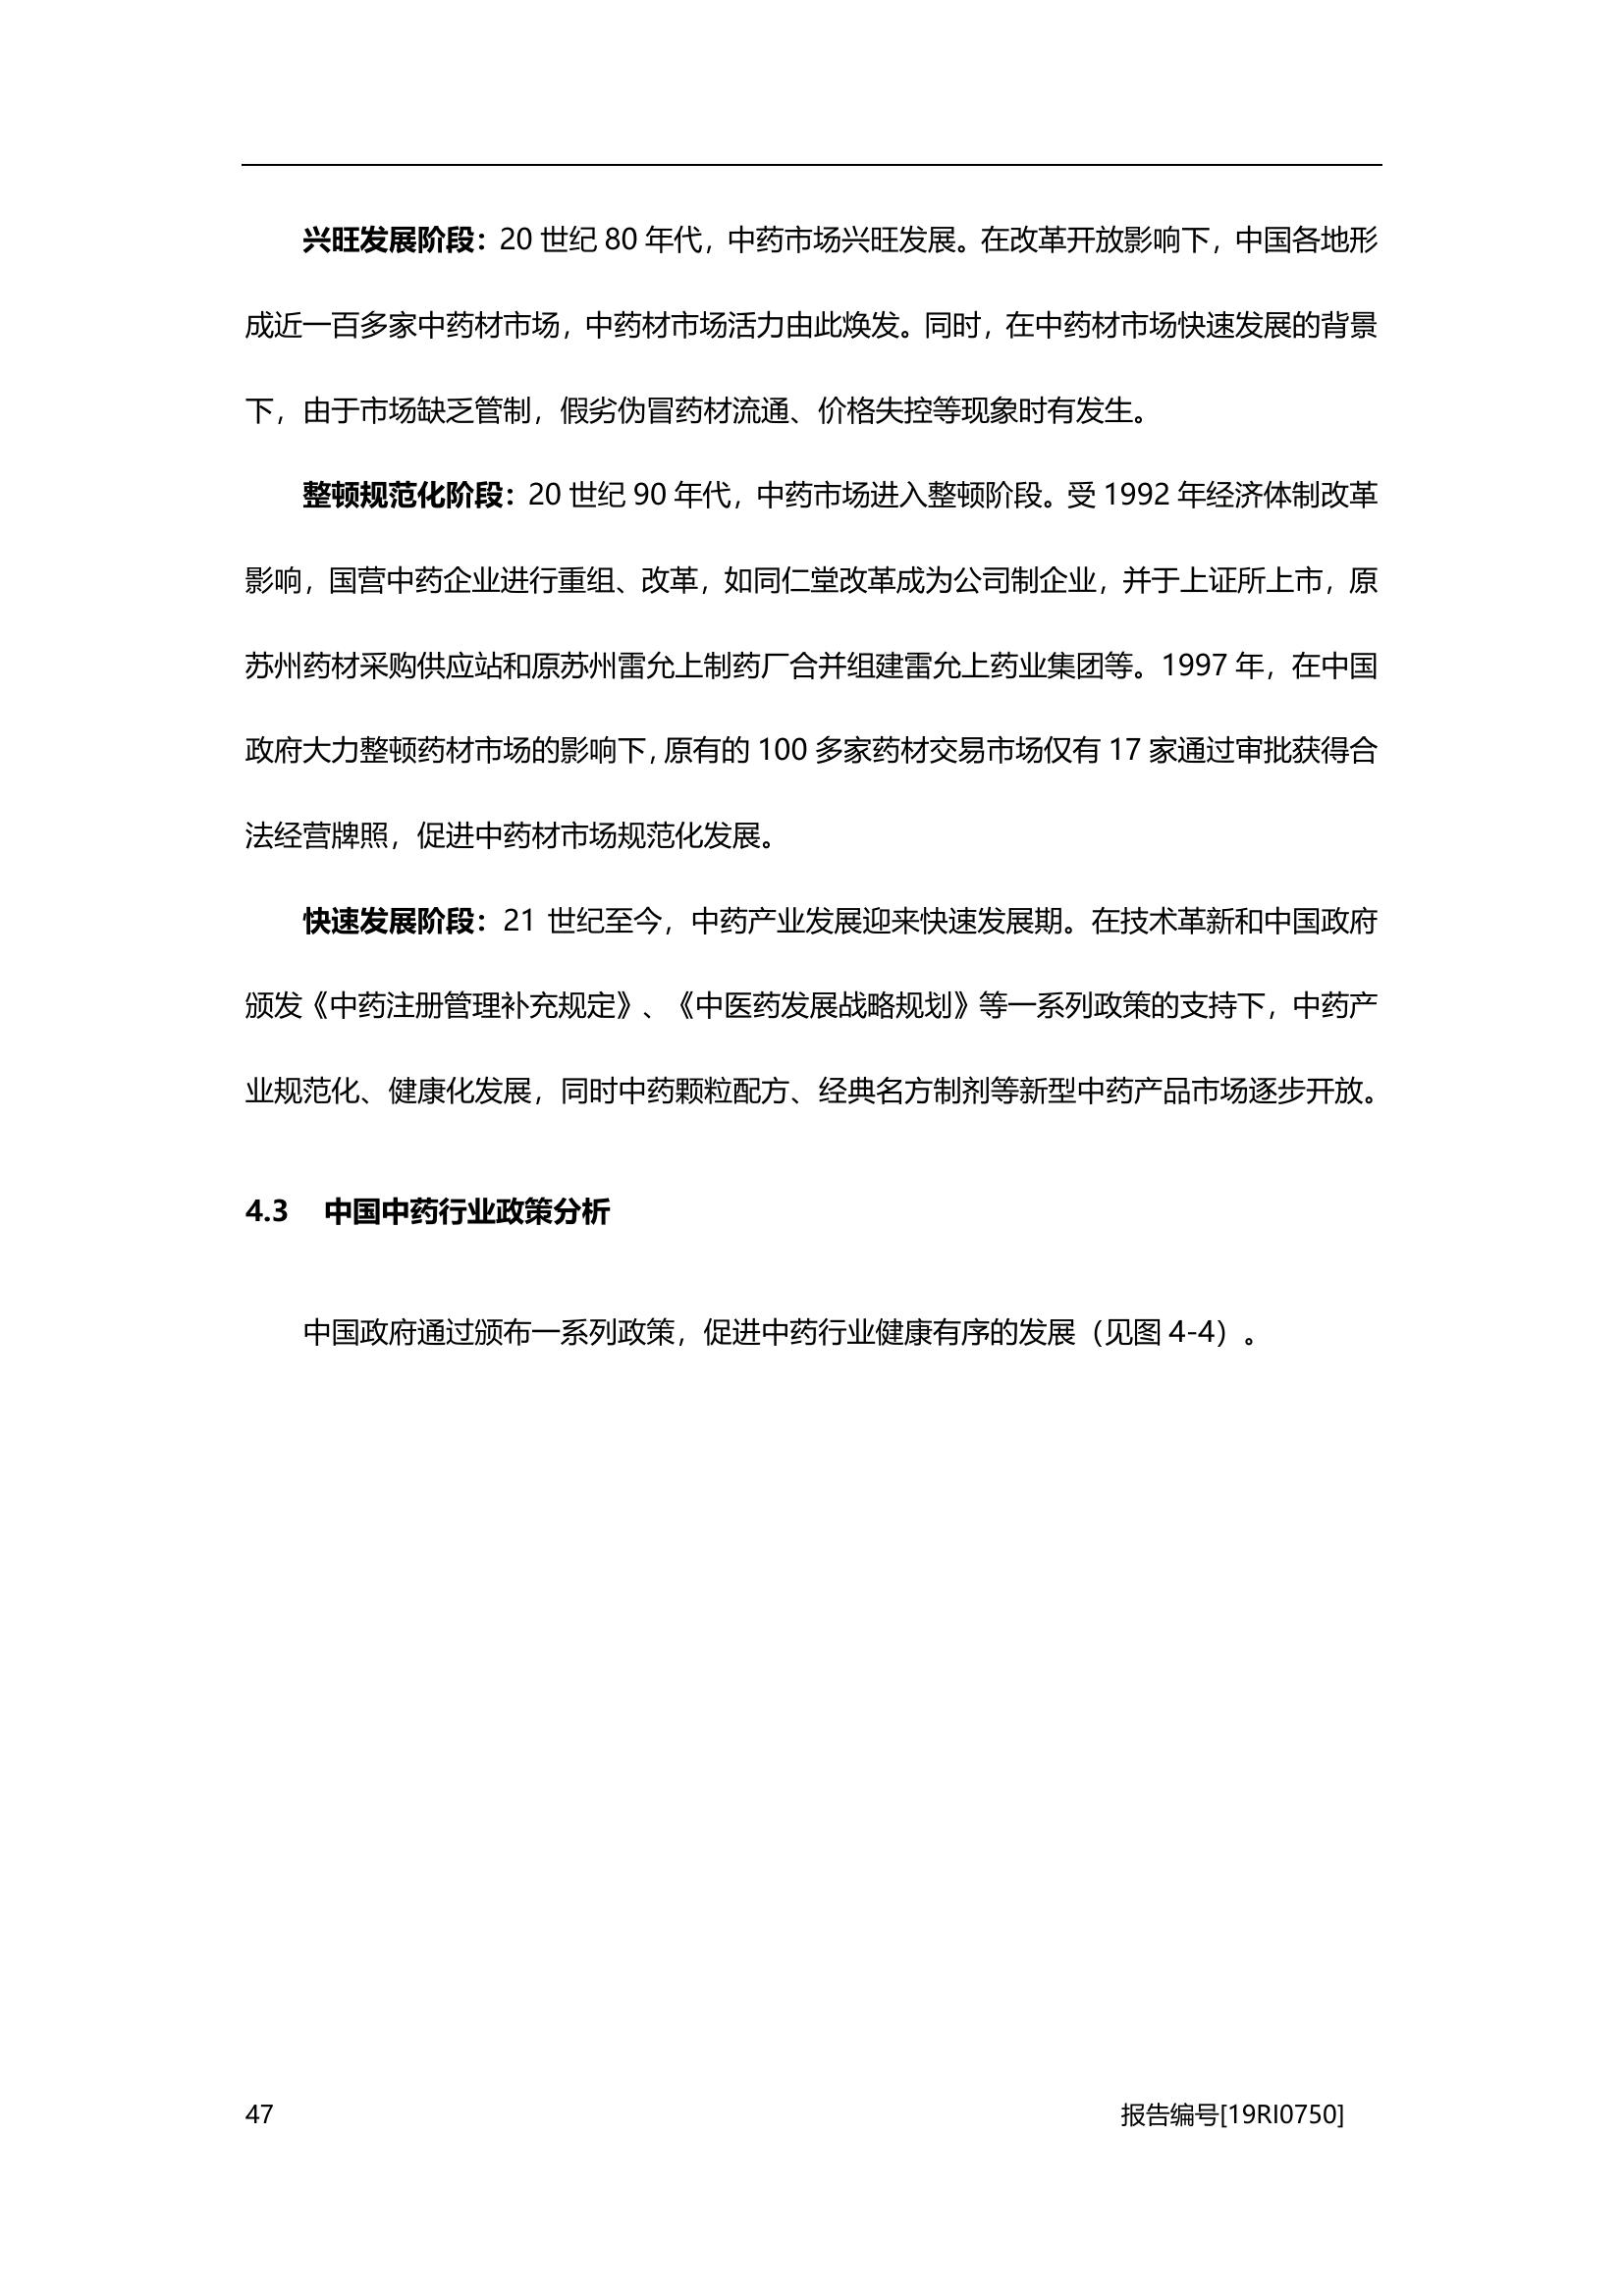 兴旺发展阶段：20 世纪 80 年代，中药市场兴旺发展。在改革开放影响下，中国各地形
成近一百多家中药材市场，中药材市场活力由此焕发。同时，在中药材市场快速发展的背景
下，由于市场缺乏管制，假劣伪冒药材流通、价格失控等现象时有发生。
整顿规范化阶段：20 世纪 90 年代，中药市场进入整顿阶段。受 1992 年经济体制改革
影响，国营中药企业进行重组、改革，如同仁堂改革成为公司制企业，并于上证所上市，原
苏州药材采购供应站和原苏州雷允上制药厂合并组建雷允上药业集团等。1997 年，在中国
政府大力整顿药材市场的影响下，原有的 100 多家药材交易市场仅有 17 家通过审批获得合
法经营牌照，促进中药材市场规范化发展。
快速发展阶段：21 世纪至今，中药产业发展迎来快速发展期。在技术革新和中国政府
颁发《中药注册管理补充规定》、《中医药发展战略规划》等一系列政策的支持下，中药产
业规范化、健康化发展，同时中药颗粒配方、经典名方制剂等新型中药产品市场逐步开放。
4.3 中国中药行业政策分析
中国政府通过颁布一系列政策，促进中药行业健康有序的发展（见图 4-4）。
47 报告编号[19RI0750]